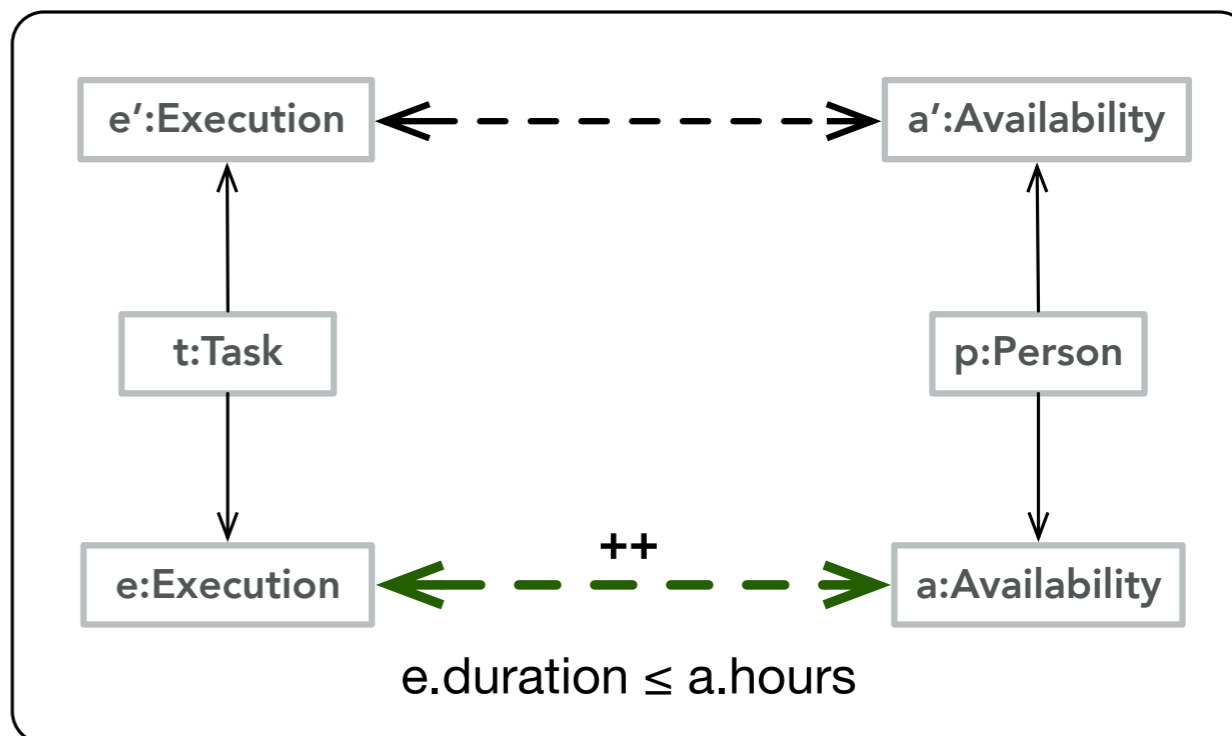 e’:Execution
a’:Availability
t:Task
p:Person
++
e:Execution
a:Availability
e.duration ≤ a.hours